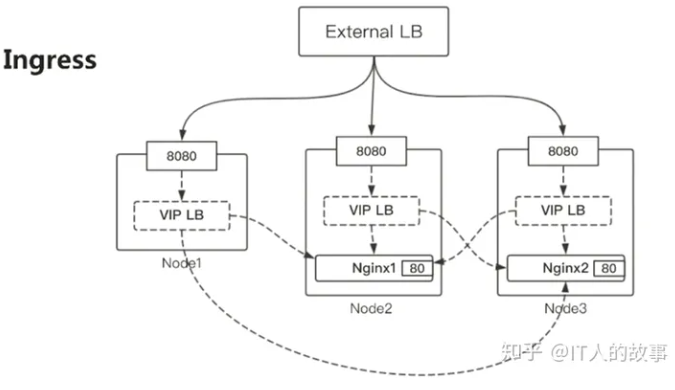 External LB
Ingress
8080
8080
8080
VIP LB
VIP LB
VIP LB
Nginx1
80
Nginx2
80
Node1
Node2
Node3
知乎 @IT人的故事